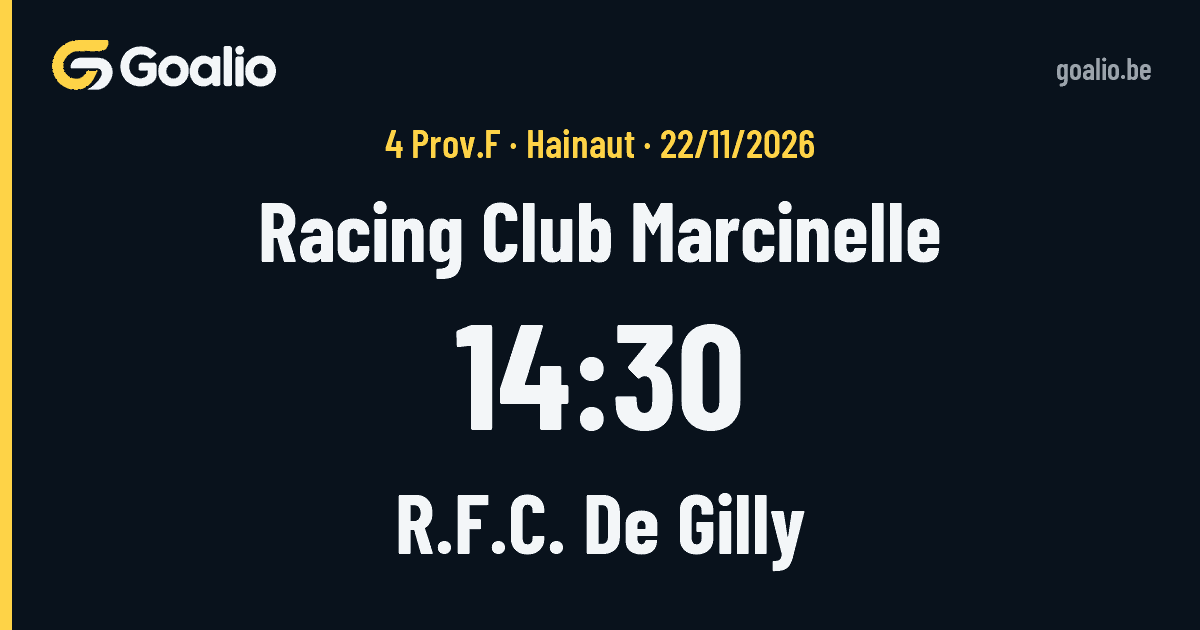 Goalio
goalio.be
4 Prov.F · Hainaut · 22/11/2026
Racing Club Marcinelle
14:30
R.F.C. De Gilly